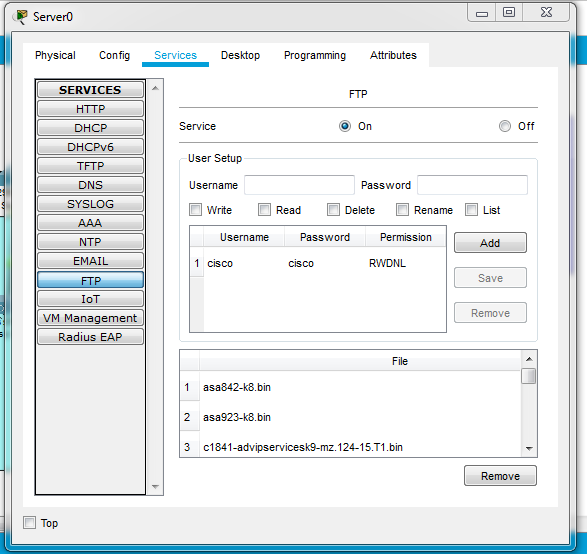 Server0
Physical Config Services Desktop Programming Attributes
SERVICES
HTTP
DHCP
DHCPv6
TFTP
DNS
SYSLOG
AAA
NTP
EMAIL
FTP
IoT
VM Management
Radius EAP
FTP
Service On Off
User Setup
Username Password
Write Read Delete Rename List
Username Password Permission
1 cisco cisco RWDNL
Add
Save
Remove
File
1 asa842-k8.bin
2 asa923-k8.bin
3 c1841-advipservicesk9-mz.124-15.T1.bin
Remove
Top